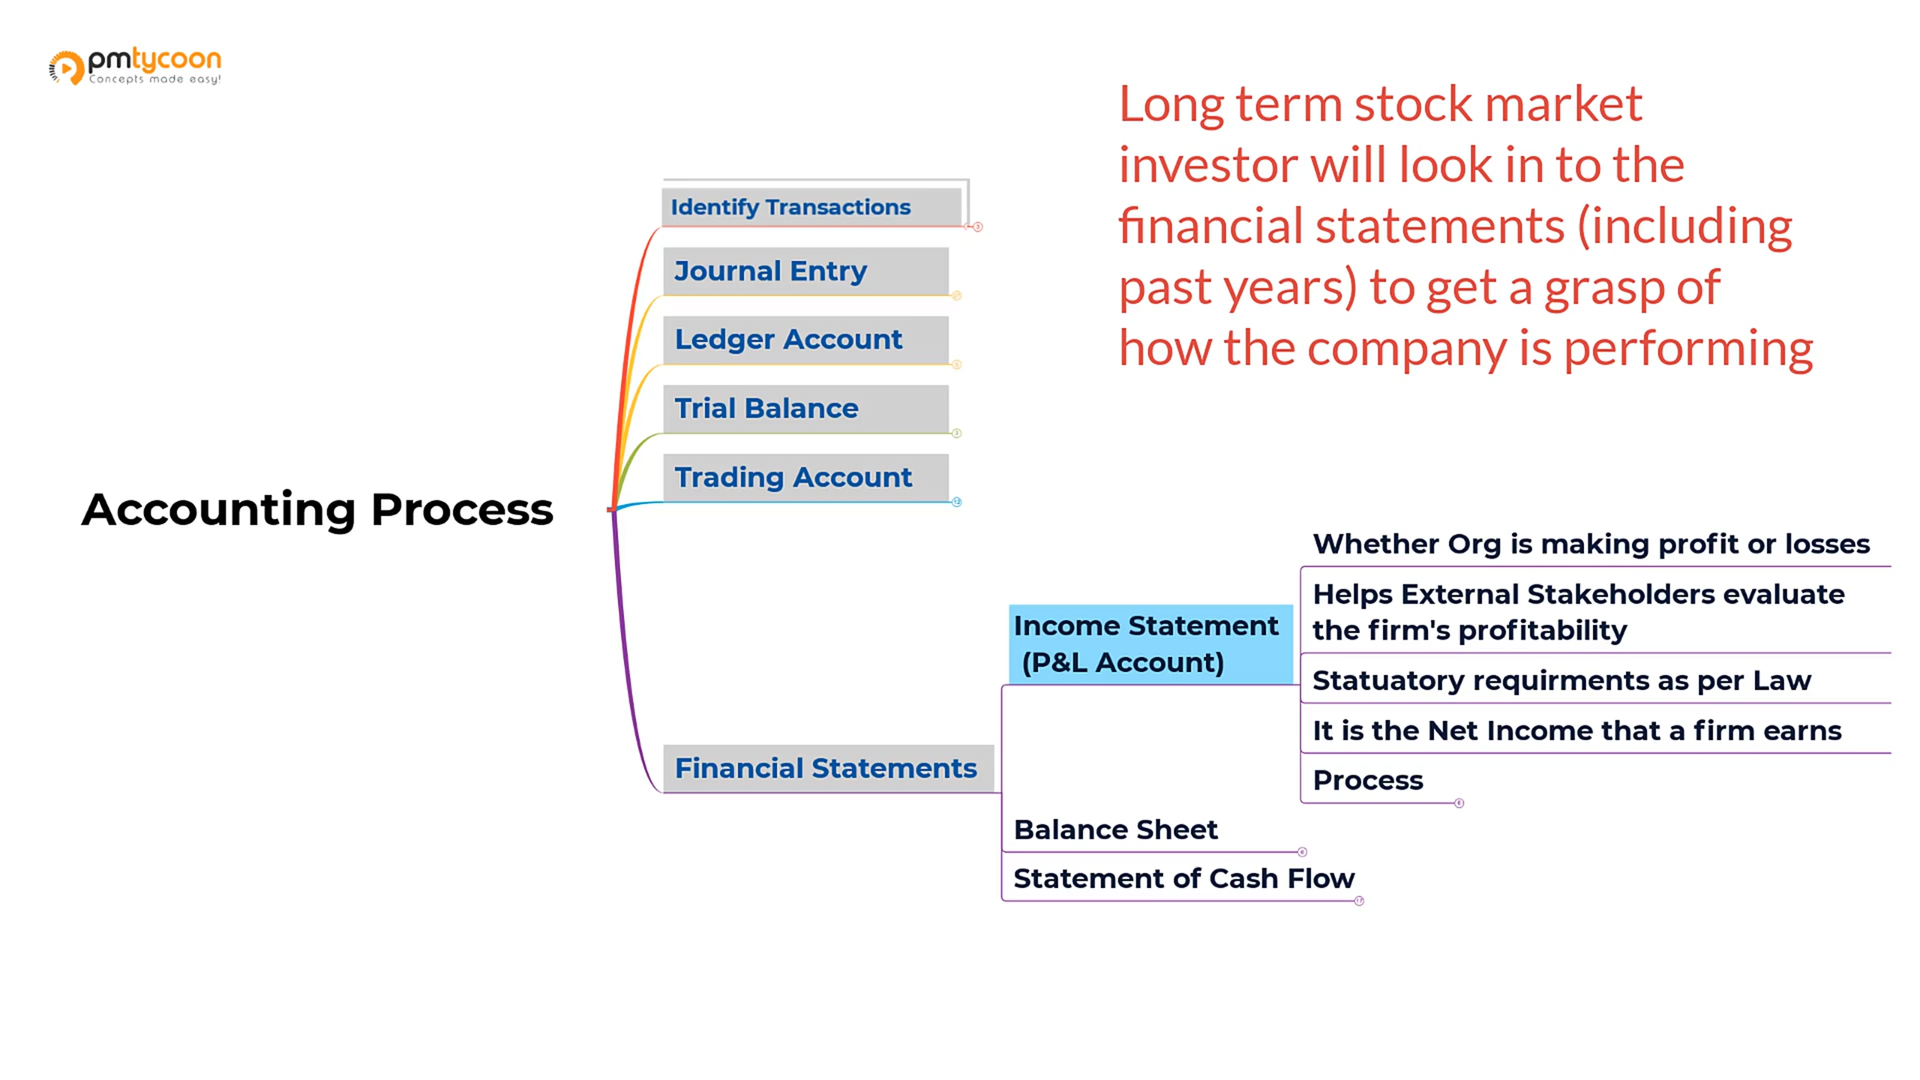 pmtycoon
Concepts made easy!
Long term stock market
investor will look in to the
financial statements (including
past years) to get a grasp of
how the company is performing
Identify Transactions
Journal Entry
Ledger Account
Trial Balance
Trading Account
Accounting Process
Financial Statements
Income Statement
(P&L Account)
Whether Org is making profit or losses
Helps External Stakeholders evaluate
the firm's profitability
Statuatory requirments as per Law
It is the Net Income that a firm earns
Process
Balance Sheet
Statement of Cash Flow